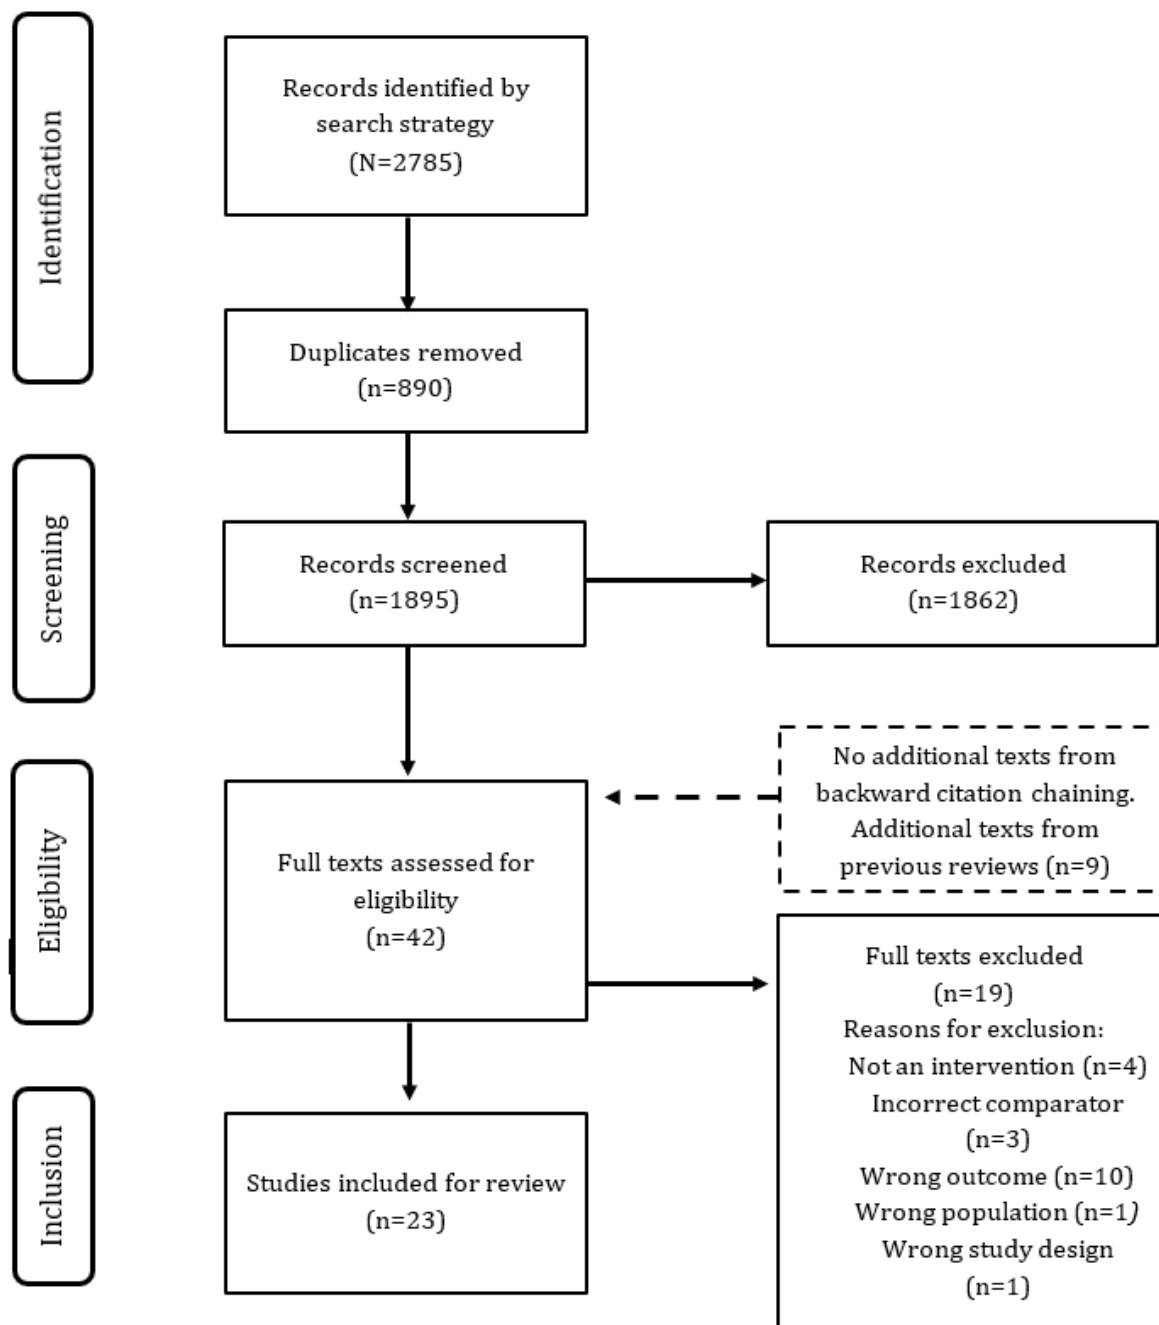 Identification
Records identified by
search strategy
(N=2785)
Duplicates removed
(n=890)
Screening
Records screened
(n=1895)
Records excluded
(n=1862)
Eligibility
No additional texts from
backward citation chaining.
Additional texts from
previous reviews (n=9)
Full texts assessed for
eligibility
(n=42)
Full texts excluded
(n=19)
Reasons for exclusion:
Not an intervention (n=4)
Incorrect comparator
(n=3)
Wrong outcome (n=10)
Wrong population (n=1)
Wrong study design
(n=1)
Inclusion
Studies included for review
(n=23)